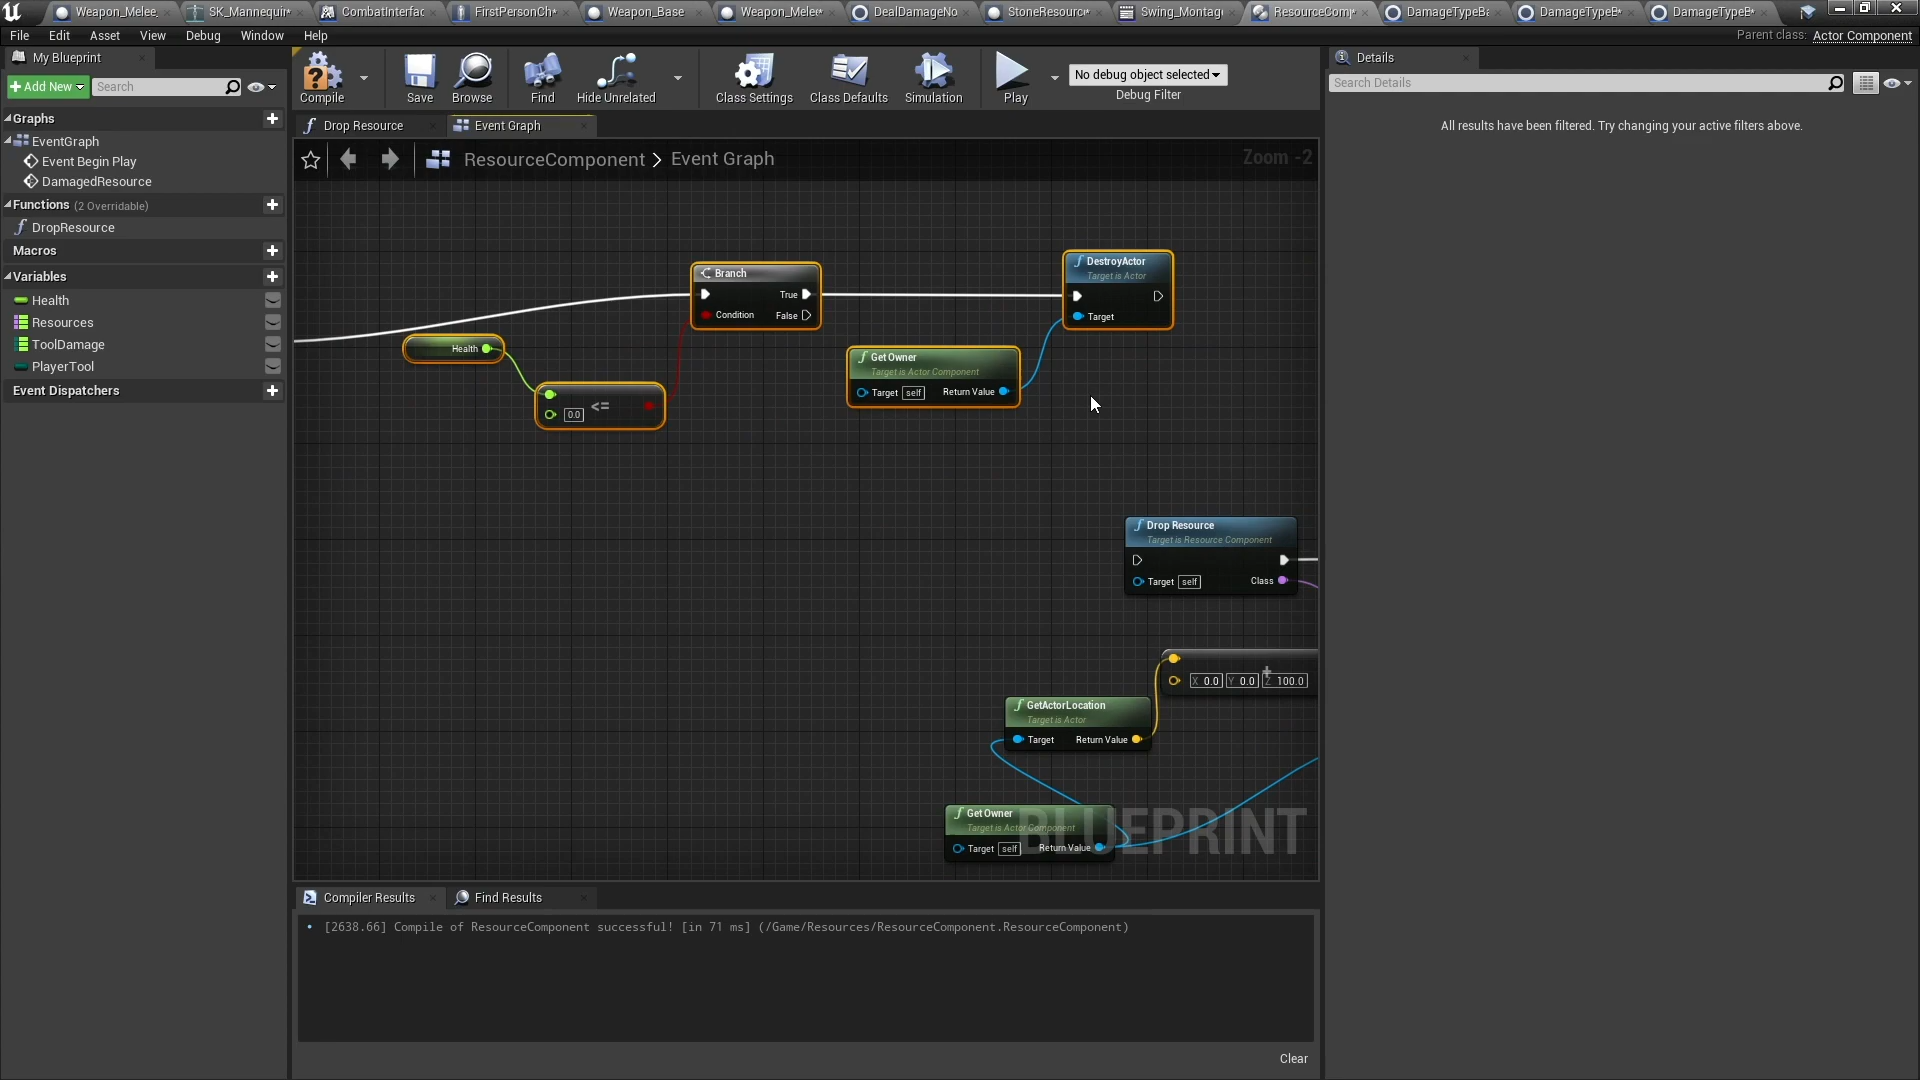 Weapon_Melee
SK_Mannequin*
CombatInterfac
FirstPersonCh*
Weapon_Base
Weapon_Melee*
DealDamageNo
StoneResource*
Swing_Montag
ResourceComp*
DamageTypeBa
DamageTypeB*
DamageTypeB*
File Edit Asset View Debug Window Help
Parent class: Actor Component
My Blueprint
Add New
Search
Compile
Save
Browse
Find
Hide Unrelated
Class Settings
Class Defaults
Simulation
Play
No debug object selected
Debug Filter
Details
Search Details
All results have been filtered. Try changing your active filters above.
Graphs
EventGraph
Event Begin Play
DamagedResource
Functions (2 Overridable)
DropResource
Macros
Variables
Health
Resources
ToolDamage
PlayerTool
Event Dispatchers
Drop Resource
Event Graph
ResourceComponent > Event Graph
Zoom -2
Branch
True
Condition False
DestroyActor
Target is Actor
Target
Health
0.0 <=
Get Owner
Target is Actor Component
Target self Return Value
Drop Resource
Target is Resource Component
Target self Class
X 0.0 Y 0.0 Z 100.0
GetActorLocation
Target is Actor
Target Return Value
Get Owner
Target is Actor Component
Target self Return Value
BLUEPRINT
Compiler Results
Find Results
[2638.66] Compile of ResourceComponent successful! [in 71 ms] (/Game/Resources/ResourceComponent.ResourceComponent)
Clear